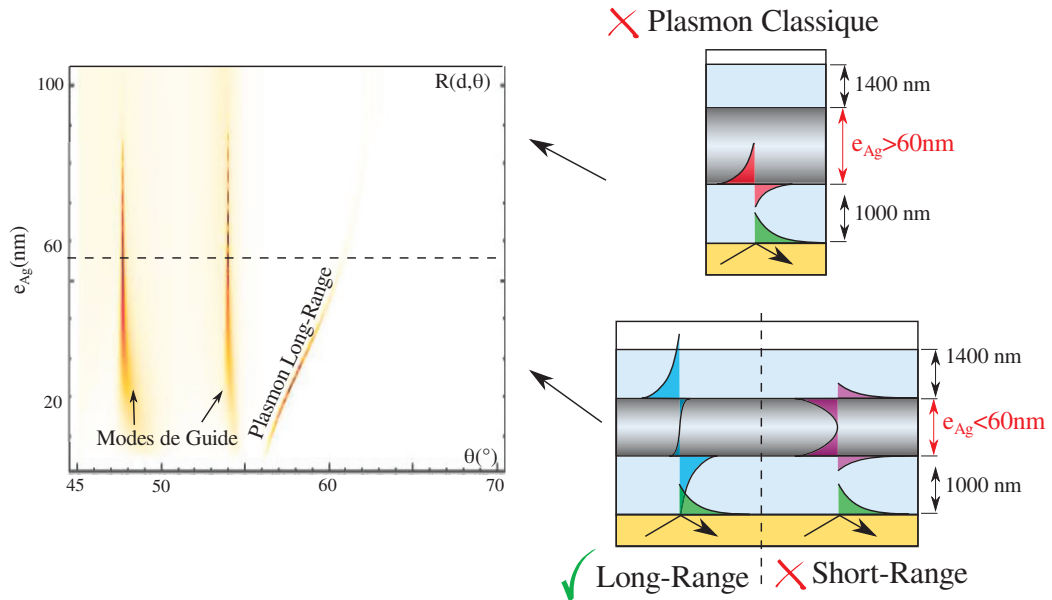 Plasmon Classique
R(d,θ)
100
60
20
e_Ag(nm)
Modes de Guide
Plasmon Long-Range
θ(°)
45
50
60
70
1400 nm
e_Ag>60nm
1000 nm
1400 nm
e_Ag<60nm
1000 nm
Long-Range
Short-Range